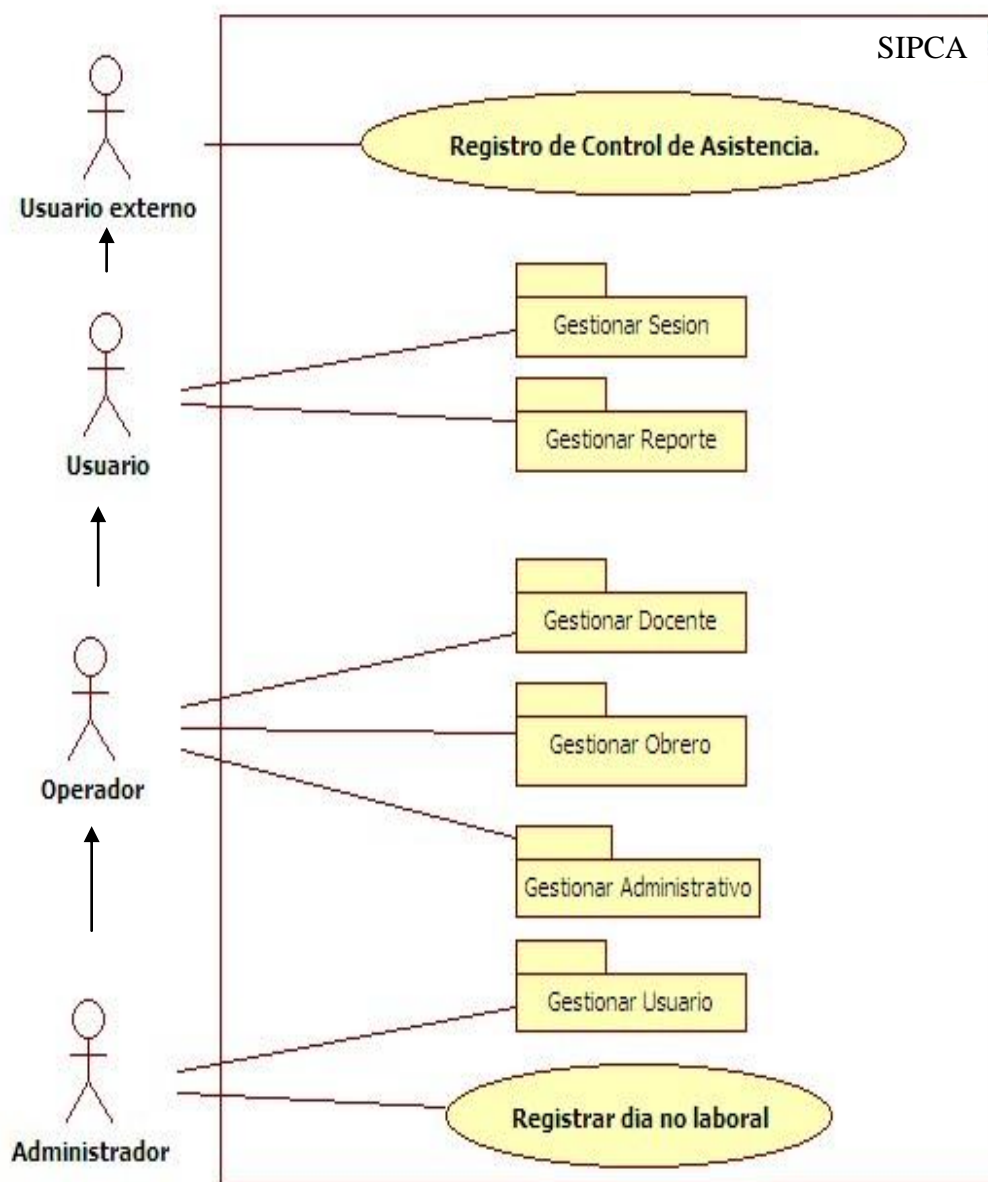 SIPCA
Registro de Control de Asistencia.
Usuario externo
Gestionar Sesion
Gestionar Reporte
Usuario
Gestionar Docente
Gestionar Obrero
Operador
Gestionar Administrativo
Gestionar Usuario
Registrar dia no laboral
Administrador